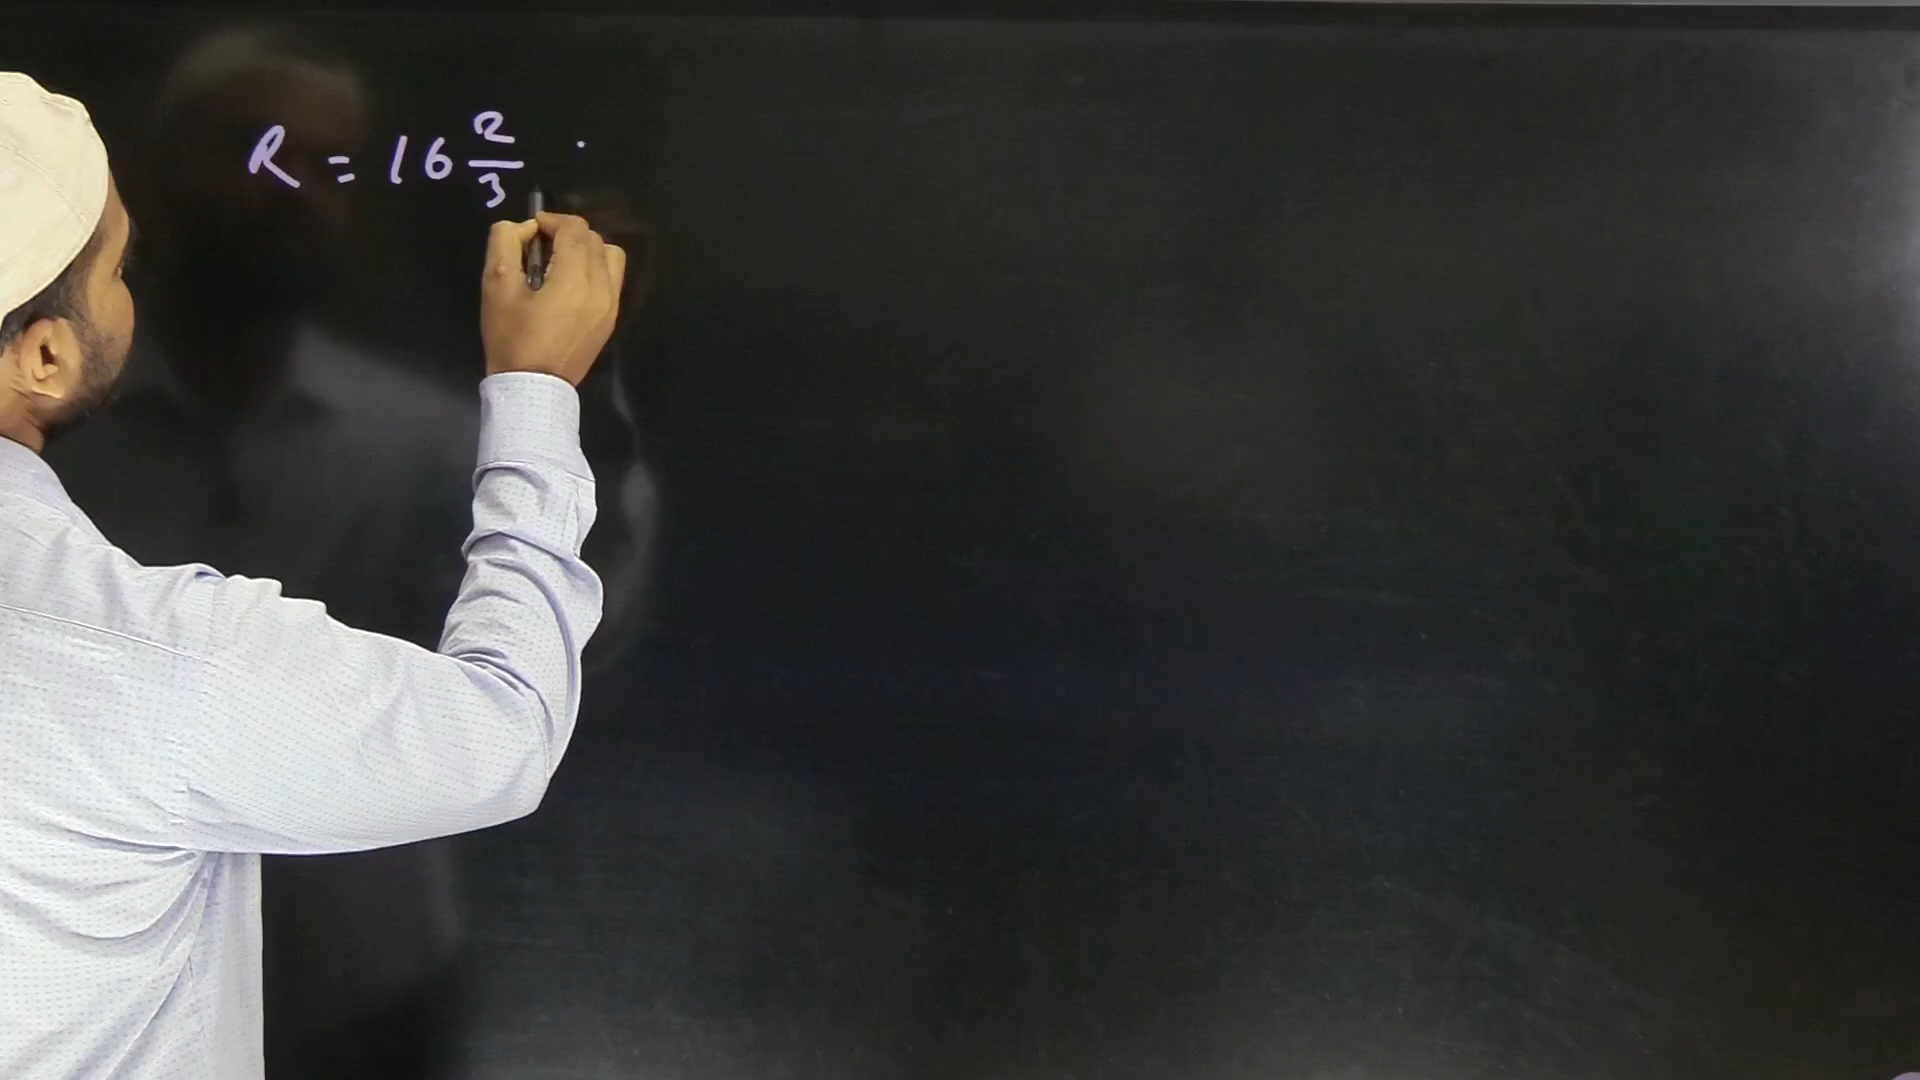 R = 16 2/3